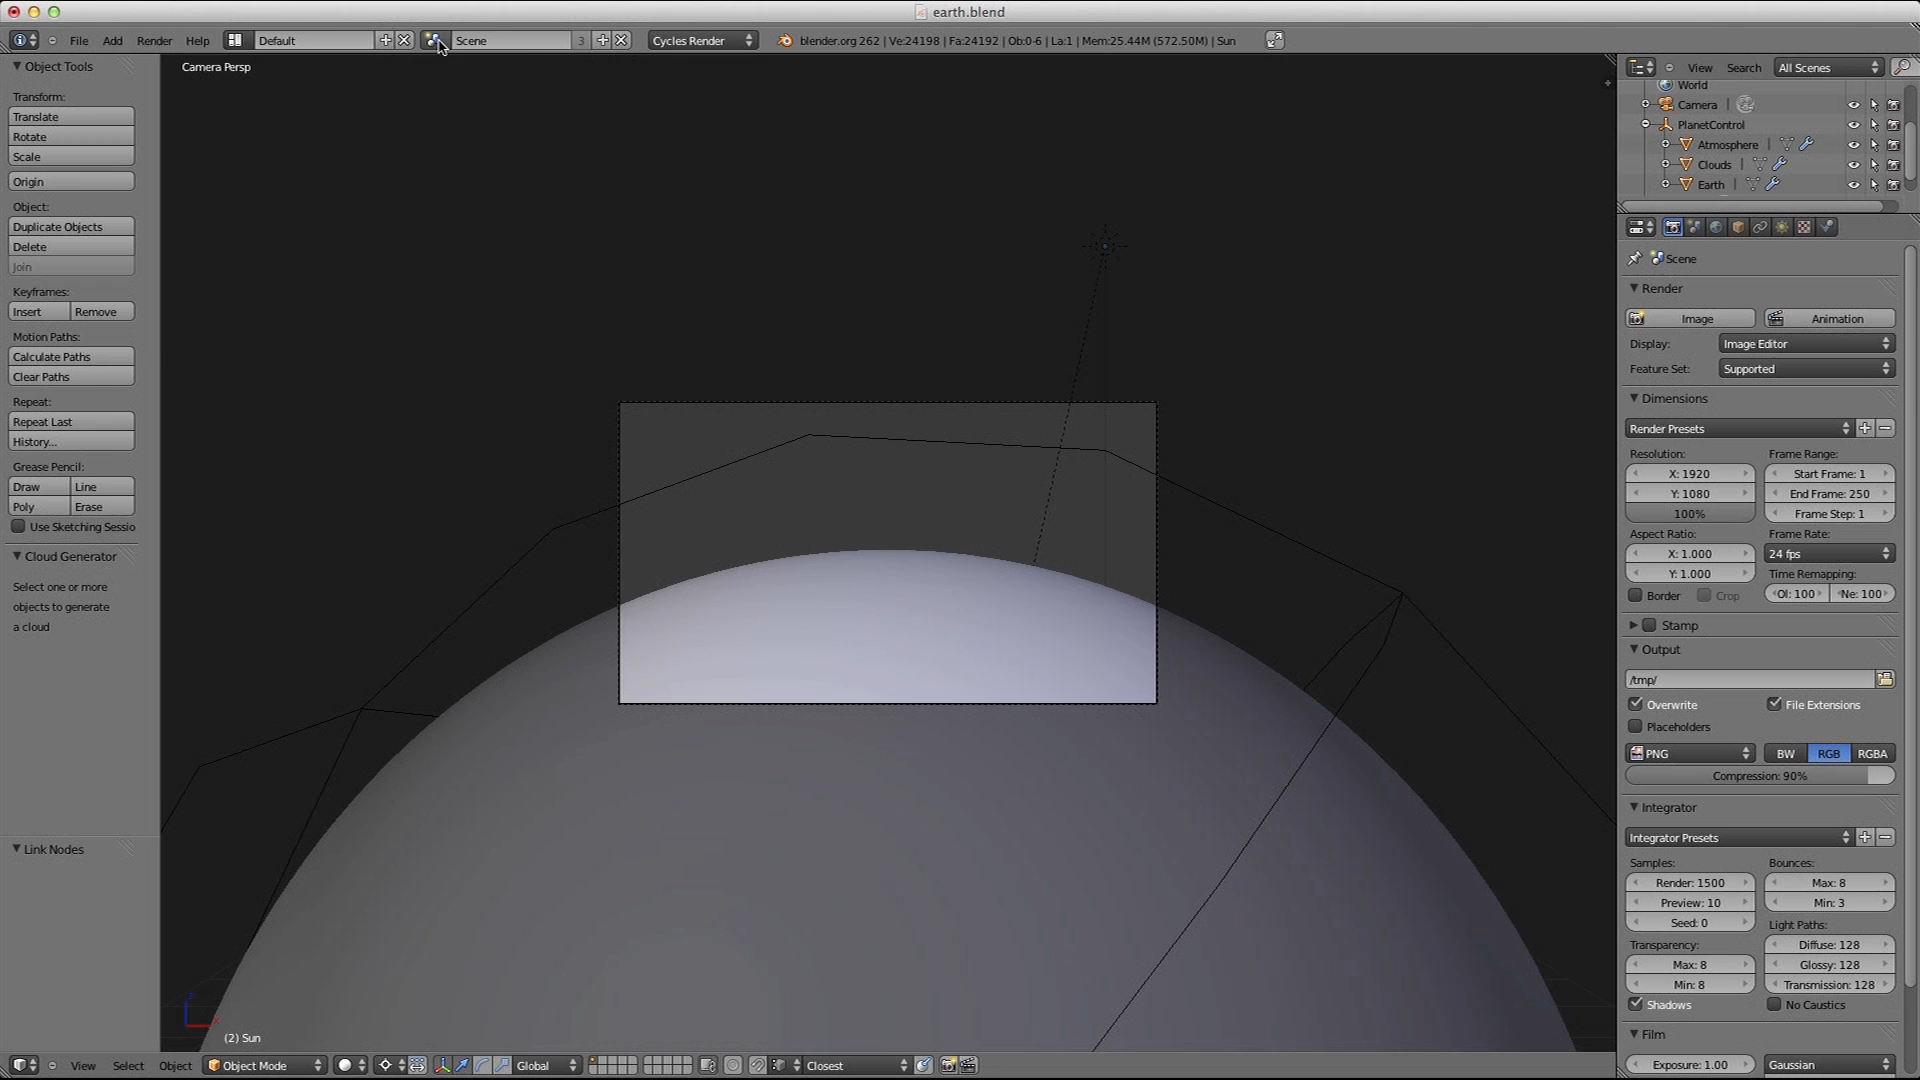 earth.blend
File Add Render Help Default Scene 3 Cycles Render blender.org 262 | Ve:24198 | Fa:24192 | Ob:0-6 | La:1 | Mem:25.44M (572.50M) | Sun
Object Tools
Transform:
Translate
Rotate
Scale
Origin
Object:
Duplicate Objects
Delete
Join
Keyframes:
Insert Remove
Motion Paths:
Calculate Paths
Clear Paths
Repeat:
Repeat Last
History...
Grease Pencil:
Draw Line
Poly Erase
Use Sketching Sessio
Cloud Generator
Select one or more
objects to generate
a cloud
Link Nodes
Camera Persp
(2) Sun
View Select Object Object Mode Global Closest
View Search All Scenes
World
Camera
PlanetControl
Atmosphere
Clouds
Earth
Scene
Render
Image Animation
Display: Image Editor
Feature Set: Supported
Dimensions
Render Presets
Resolution: Frame Range:
X: 1920 Start Frame: 1
Y: 1080 End Frame: 250
100% Frame Step: 1
Aspect Ratio: Frame Rate:
X: 1.000 24 fps
Y: 1.000 Time Remapping:
Border Crop Ol: 100 Ne: 100
Stamp
Output
/tmp/
Overwrite File Extensions
Placeholders
PNG BW RGB RGBA
Compression: 90%
Integrator
Integrator Presets
Samples: Bounces:
Render: 1500 Max: 8
Preview: 10 Min: 3
Seed: 0 Light Paths:
Transparency: Diffuse: 128
Max: 8 Glossy: 128
Min: 8 Transmission: 128
Shadows No Caustics
Film
Exposure: 1.00 Gaussian